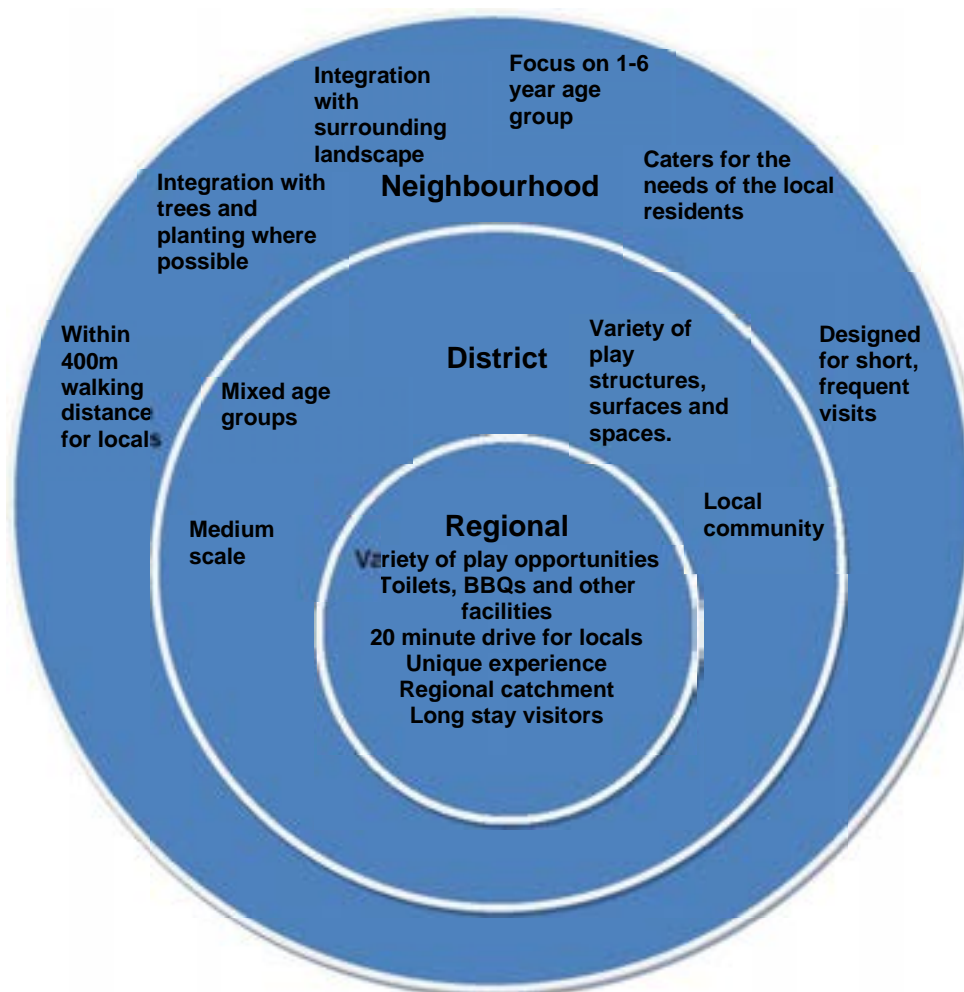 Integration
with
surrounding
landscape
Focus on 1-6
year age
group
Neighbourhood
Caters for the
needs of the local
residents
Integration with
trees and
planting where
possible
Within
400m
walking
distance
for locals
Designed
for short,
frequent
visits
District
Mixed age
groups
Variety of
play
structures,
surfaces and
spaces.
Medium
scale
Local
community
Regional
Variety of play opportunities
Toilets, BBQs and other
facilities
20 minute drive for locals
Unique experience
Regional catchment
Long stay visitors